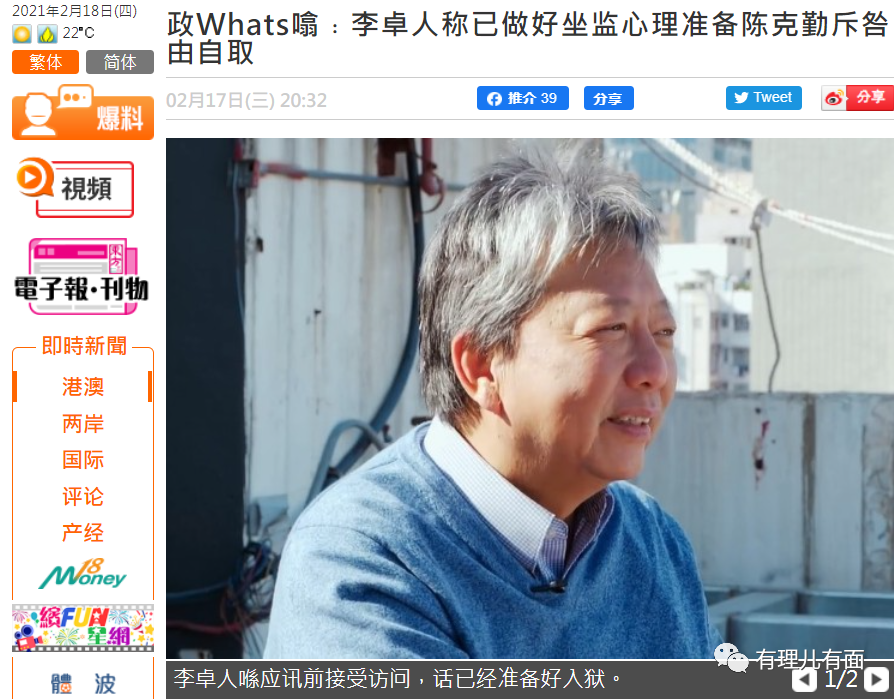 2021年2月18日(四)
22°C
繁体 简体
爆料
視頻
東方
電子報·刊物
即時新聞
港澳
两岸
国际
评论
产经
18
Money
繽FUN
星網
體 波
政Whats噏﹕李卓人称已做好坐监心理准备陈克勤斥咎
由自取
02月17日(三) 20:32
推介 39
分享
Tweet
分享
李卓人喺应讯前接受访问，话已经准备好入狱。
有理儿有面
1/2